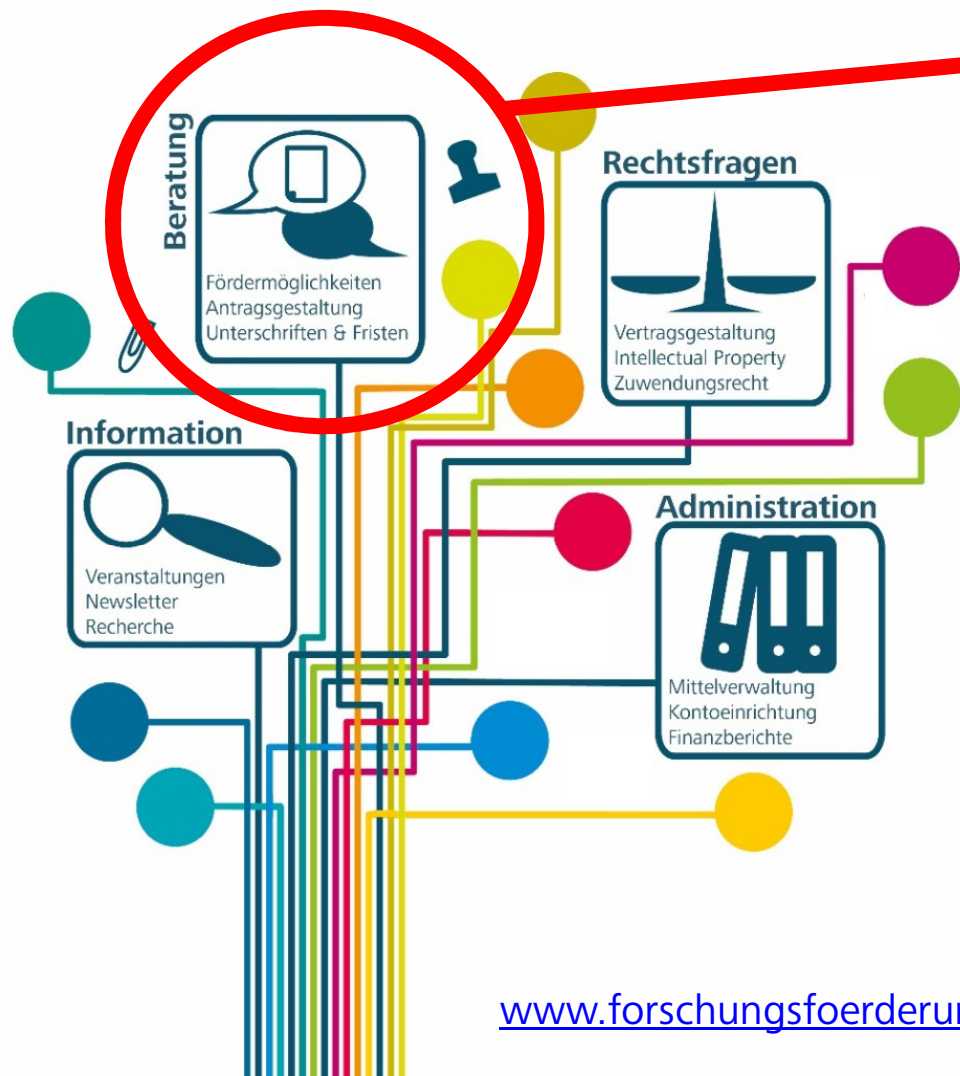 Beratung
Fördermöglichkeiten
Antragsgestaltung
Unterschriften & Fristen
Rechtsfragen
Vertragsgestaltung
Intellectual Property
Zuwendungsrecht
Information
Veranstaltungen
Newsletter
Recherche
Administration
Mittelverwaltung
Kontoeinrichtung
Finanzberichte
www.forschungsfoerderun